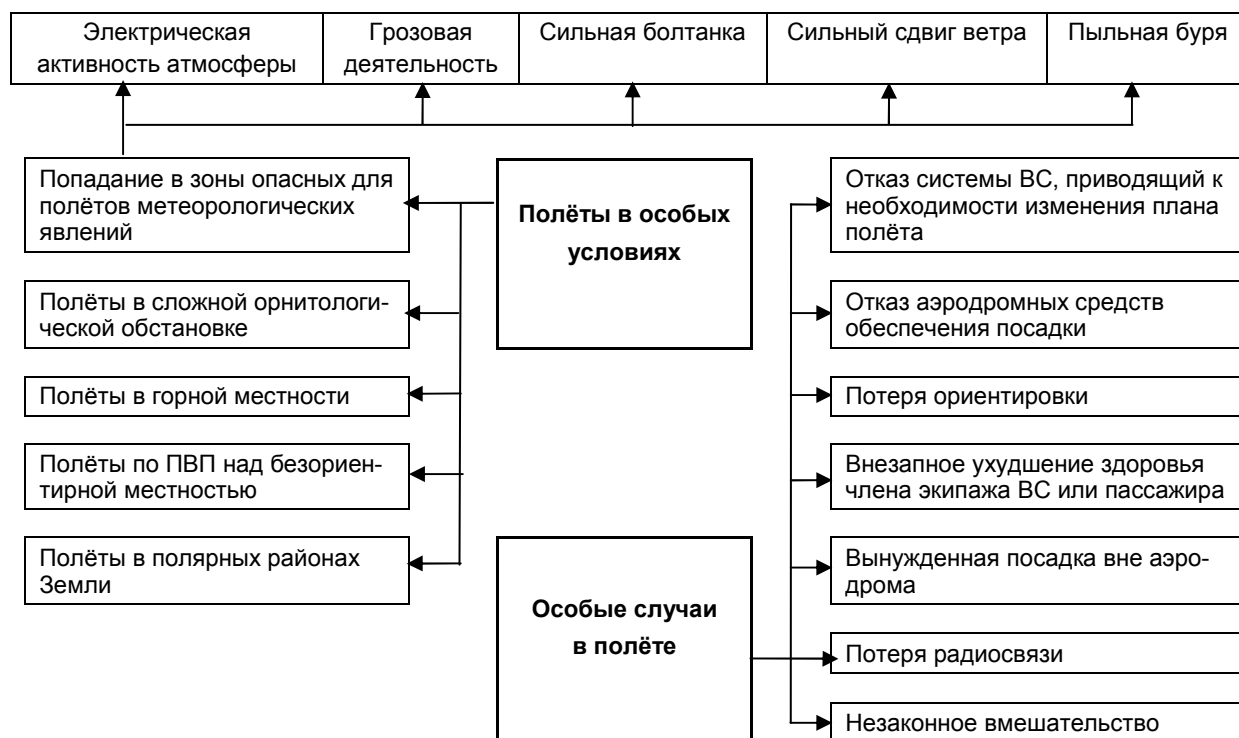 Электрическая
активность атмосферы
Грозовая
деятельность
Сильная болтанка
Сильный сдвиг ветра
Пыльная буря
Попадание в зоны опасных для
полётов метеорологических
явлений
Полёты в сложной орнитологи-
ческой обстановке
Полёты в горной местности
Полёты по ПВП над безориен-
тирной местностью
Полёты в полярных районах
Земли
Полёты в особых
условиях
Особые случаи
в полёте
Отказ системы ВС, приводящий к
необходимости изменения плана
полёта
Отказ аэродромных средств
обеспечения посадки
Потеря ориентировки
Внезапное ухудшение здоровья
члена экипажа ВС или пассажира
Вынужденная посадка вне аэро-
дрома
Потеря радиосвязи
Незаконное вмешательство